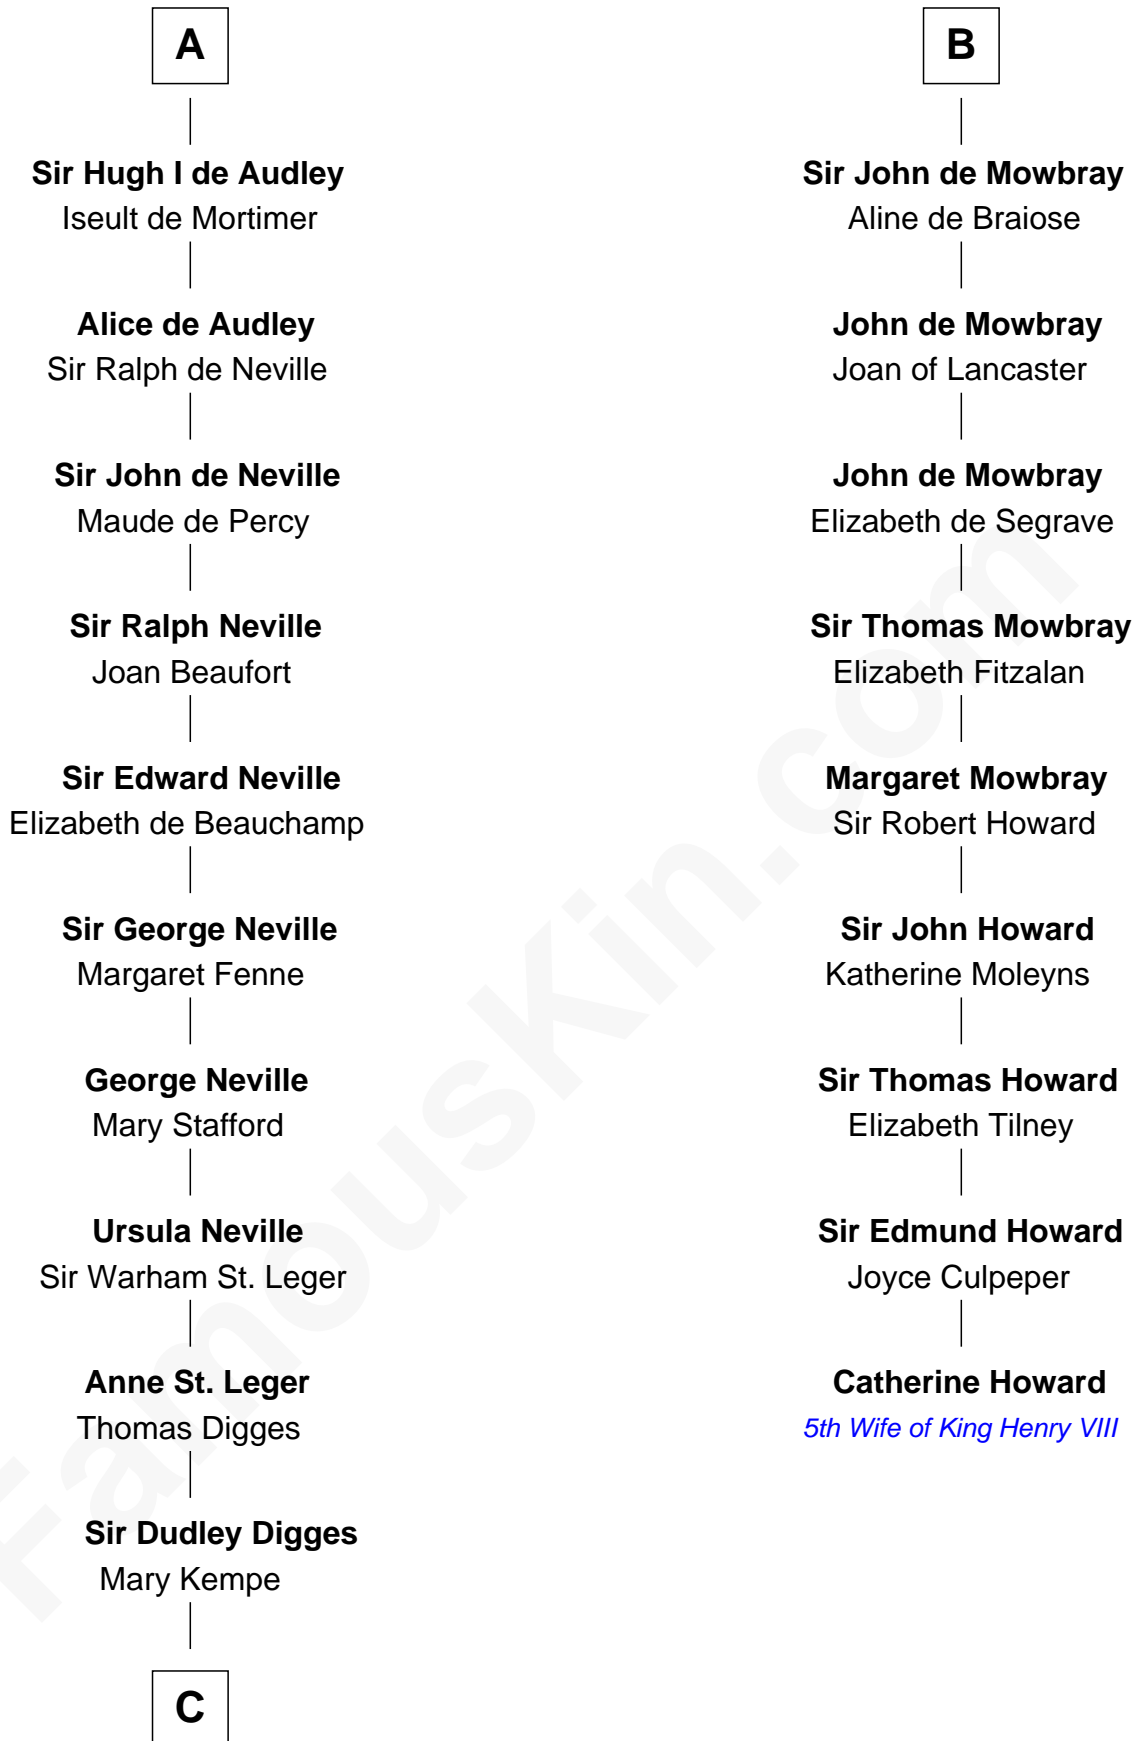 A
Sir Hugh I de Audley
Iseult de Mortimer
Alice de Audley
Sir Ralph de Neville
Sir John de Neville
Maude de Percy
Sir Ralph Neville
Joan Beaufort
Sir Edward Neville
Elizabeth de Beauchamp
Sir George Neville
Margaret Fenne
George Neville
Mary Stafford
Ursula Neville
Sir Warham St. Leger
Anne St. Leger
Thomas Digges
Sir Dudley Digges
Mary Kempe
C
B
Sir John de Mowbray
Aline de Braiose
John de Mowbray
Joan of Lancaster
John de Mowbray
Elizabeth de Segrave
Sir Thomas Mowbray
Elizabeth Fitzalan
Margaret Mowbray
Sir Robert Howard
Sir John Howard
Katherine Moleyns
Sir Thomas Howard
Elizabeth Tilney
Sir Edmund Howard
Joyce Culpeper
Catherine Howard
5th Wife of King Henry VIII
FamousKin.com